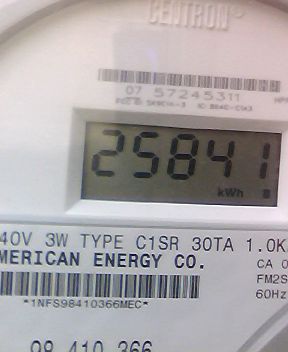 CENTRON®
07 57245311
25841
kWh
40V 3W TYPE C1SR 30TA 1.0K
MERICAN ENERGY CO. CA 0
FM2S
*1NFS98410366MEC* 60Hz
98 410 366